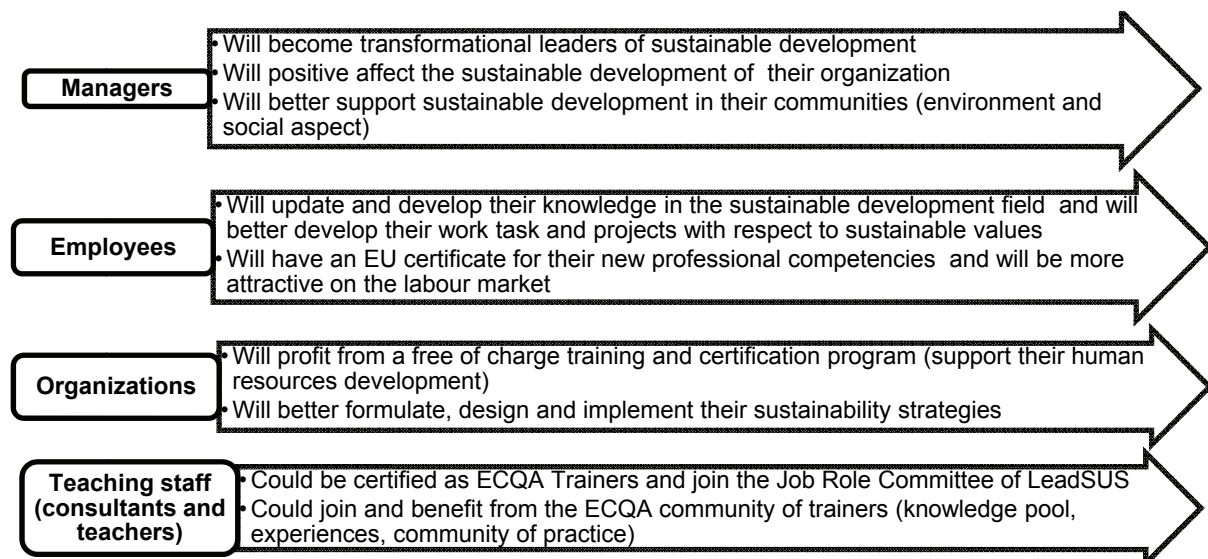 Managers
• Will become transformational leaders of sustainable development
• Will positive affect the sustainable development of  their organization
• Will better support sustainable development in their communities (environment and
social aspect)
Employees
• Will update and develop their knowledge in the sustainable development field  and will
better develop their work task and projects with respect to sustainable values
• Will have an EU certificate for their new professional competencies  and will be more
attractive on the labour market
Organizations
• Will profit from a free of charge training and certification program (support their human
resources development)
• Will better formulate, design and implement their sustainability strategies
Teaching staff
(consultants and
teachers)
• Could be certified as ECQA Trainers and join the Job Role Committee of LeadSUS
• Could join and benefit from the ECQA community of trainers (knowledge pool,
experiences, community of practice)